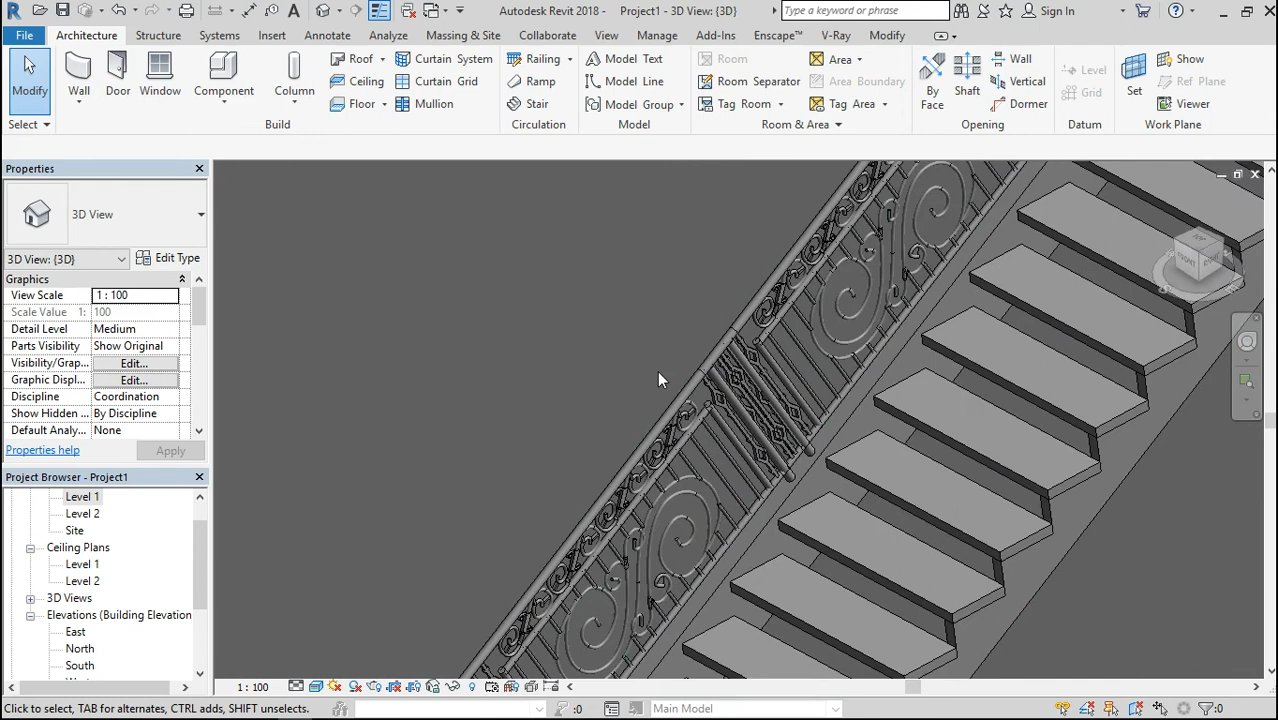 Autodesk Revit 2018 - Project1 - 3D View: {3D}
Type a keyword or phrase
Sign In
File Architecture Structure Systems Insert Annotate Analyze Massing & Site Collaborate View Manage Add-Ins Enscape™ V-Ray Modify
Modify
Wall
Door
Window
Component
Column
Roof
Ceiling
Floor
Curtain System
Curtain Grid
Mullion
Railing
Ramp
Stair
Model Text
Model Line
Model Group
Room
Room Separator
Tag Room
Area
Area Boundary
Tag Area
By
Face
Shaft
Wall
Vertical
Dormer
Level
Grid
Set
Show
Ref Plane
Viewer
Select
Build
Circulation
Model
Room & Area
Opening
Datum
Work Plane
Properties
3D View
3D View: {3D}
Edit Type
Graphics
View Scale 1 : 100
Scale Value 1: 100
Detail Level Medium
Parts Visibility Show Original
Visibility/Grap... Edit...
Graphic Displ... Edit...
Discipline Coordination
Show Hidden ... By Discipline
Default Analy... None
Properties help
Apply
Project Browser - Project1
Level 1
Level 2
Site
Ceiling Plans
Level 1
Level 2
3D Views
Elevations (Building Elevation
East
North
South
TOP
FRONT
RIGHT
1 : 100
Click to select, TAB for alternates, CTRL adds, SHIFT unselects.
:0
Main Model
:0